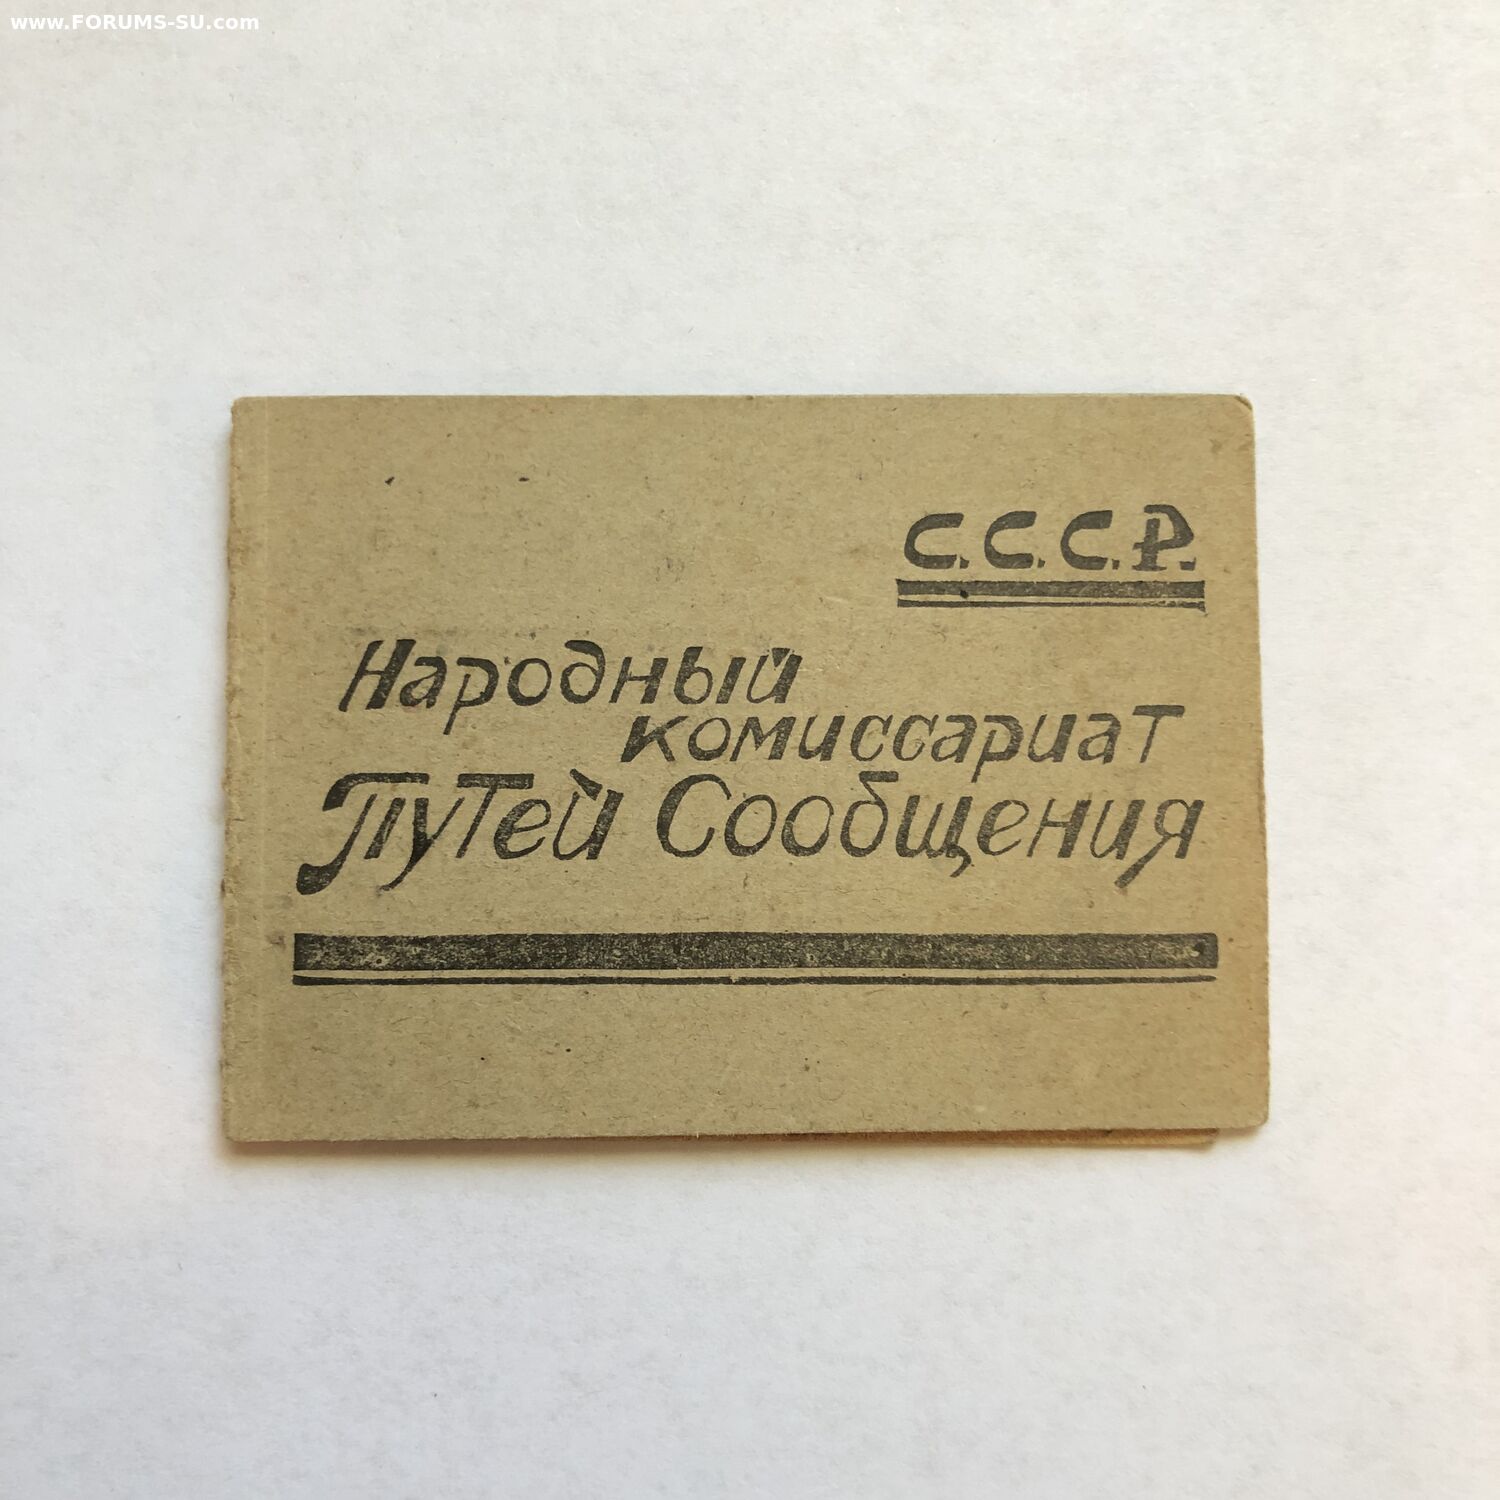 www.FORUMS-SU.com
С.С.С.Р.
Народный
комиссариат
Путей Сообщения